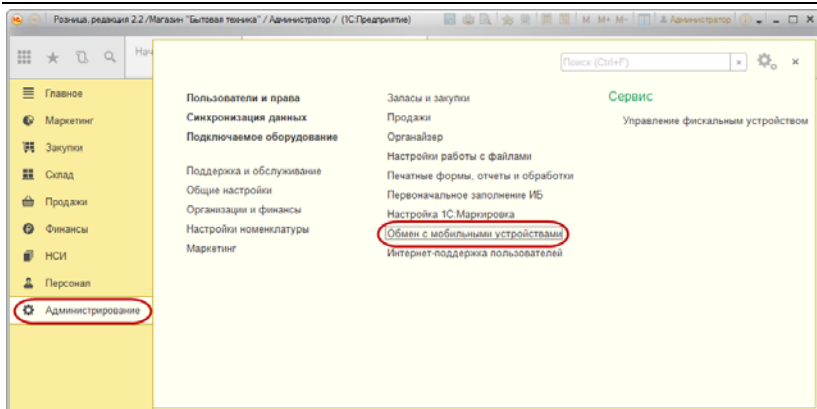 Розница, редакция 2.2 /Магазин "Бытовая техника" / Администратор / (1С:Предприятие)
M M+ M-
Администратор
Нач
Поиск (Ctrl+F)
Главное
Маркетинг
Закупки
Склад
Продажи
Финансы
НСИ
Персонал
Администрирование
Пользователи и права
Синхронизация данных
Подключаемое оборудование
Поддержка и обслуживание
Общие настройки
Организации и финансы
Настройки номенклатуры
Маркетинг
Запасы и закупки
Продажи
Органайзер
Настройки работы с файлами
Печатные формы, отчеты и обработки
Первоначальное заполнение ИБ
Настройка 1С:Маркировка
Обмен с мобильными устройствами
Интернет-поддержка пользователей
Сервис
Управление фискальным устройством